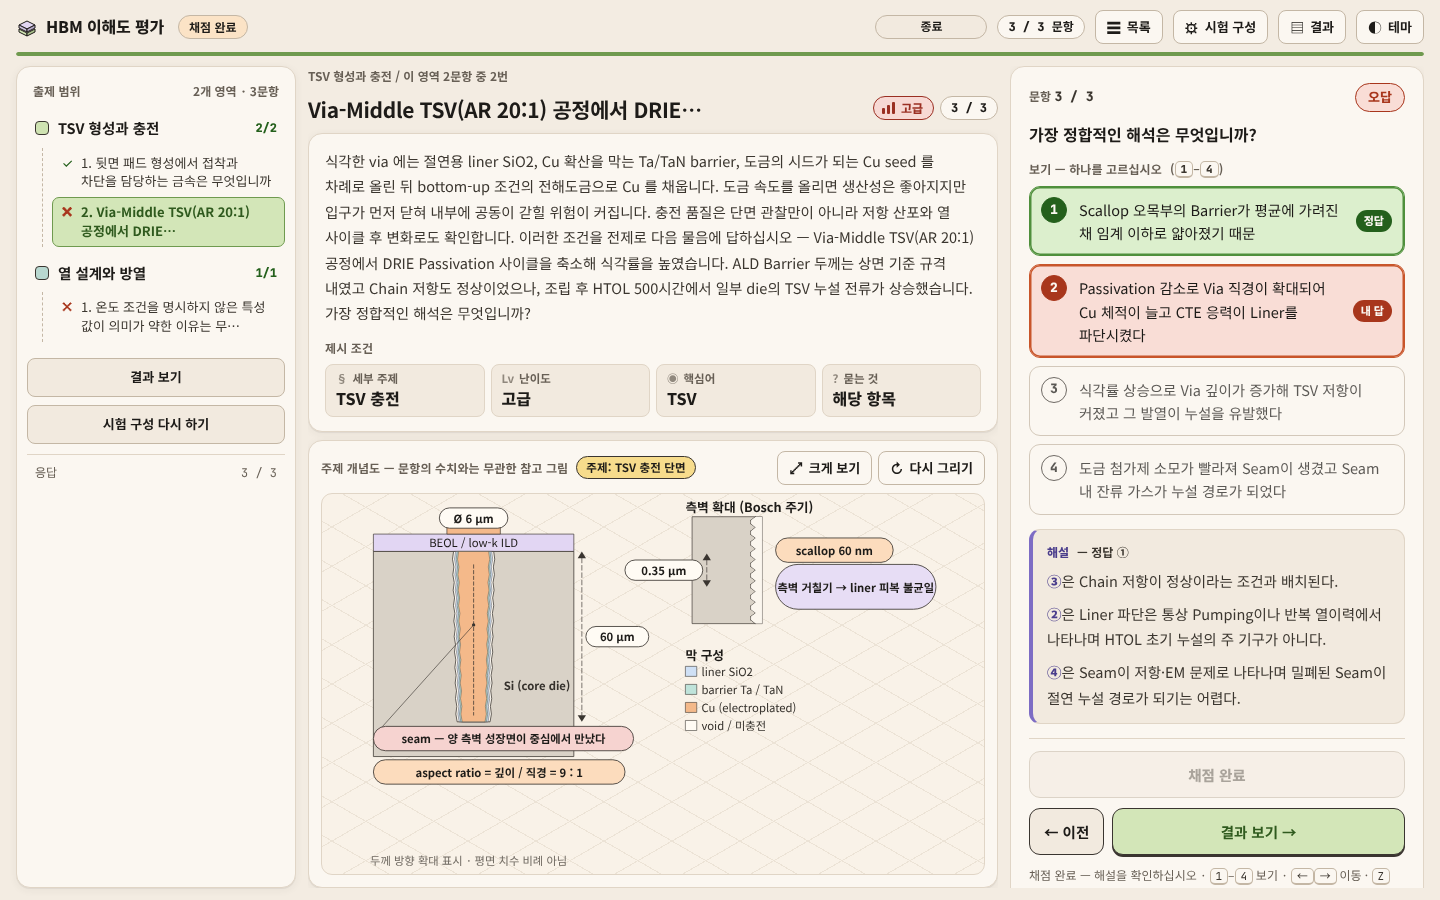 HBM 이해도 평가
채점 완료
종료
3 / 3 문항
목록
시험 구성
결과
테마
출제 범위
2개 영역 · 3문항
TSV 형성과 충전
2/2
✓ 1. 뒷면 패드 형성에서 접착과
차단을 담당하는 금속은 무엇입니까
✕ 2. Via-Middle TSV(AR 20:1)
공정에서 DRIE…
열 설계와 방열
1/1
✕ 1. 온도 조건을 명시하지 않은 특성
값이 의미가 약한 이유는 무…
결과 보기
시험 구성 다시 하기
응답
3 / 3
TSV 형성과 충전 / 이 영역 2문항 중 2번
Via-Middle TSV(AR 20:1) 공정에서 DRIE…
고급
3 / 3
식각한 via 에는 절연용 liner SiO2, Cu 확산을 막는 Ta/TaN barrier, 도금의 시드가 되는 Cu seed 를
차례로 올린 뒤 bottom-up 조건의 전해도금으로 Cu 를 채웁니다. 도금 속도를 올리면 생산성은 좋아지지만
입구가 먼저 닫혀 내부에 공동이 갇힐 위험이 커집니다. 충전 품질은 단면 관찰만이 아니라 저항 산포와 열
사이클 후 변화로도 확인합니다. 이러한 조건을 전제로 다음 물음에 답하십시오 — Via-Middle TSV(AR 20:1)
공정에서 DRIE Passivation 사이클을 축소해 식각률을 높였습니다. ALD Barrier 두께는 상면 기준 규격
내였고 Chain 저항도 정상이었으나, 조립 후 HTOL 500시간에서 일부 die의 TSV 누설 전류가 상승했습니다.
가장 정합적인 해석은 무엇입니까?
제시 조건
§ 세부 주제
TSV 충전
Lv 난이도
고급
◉ 핵심어
TSV
? 묻는 것
해당 항목
주제 개념도 — 문항의 수치와는 무관한 참고 그림
주제: TSV 충전 단면
크게 보기
다시 그리기
Ø 6 µm
BEOL / low-k ILD
60 µm
Si (core die)
seam — 양 측벽 성장면이 중심에서 만났다
aspect ratio = 깊이 / 직경 = 9 : 1
측벽 확대 (Bosch 주기)
0.35 µm
scallop 60 nm
측벽 거칠기 → liner 피복 불균일
막 구성
liner SiO2
barrier Ta / TaN
Cu (electroplated)
void / 미충전
두께 방향 확대 표시 · 평면 치수 비례 아님
문항 3 / 3
오답
가장 정합적인 해석은 무엇입니까?
보기 — 하나를 고르십시오 (1–4)
1 Scallop 오목부의 Barrier가 평균에 가려진
채 임계 이하로 얇아졌기 때문
정답
2 Passivation 감소로 Via 직경이 확대되어
Cu 체적이 늘고 CTE 응력이 Liner를
파단시켰다
내 답
3 식각률 상승으로 Via 깊이가 증가해 TSV 저항이
커졌고 그 발열이 누설을 유발했다
4 도금 첨가제 소모가 빨라져 Seam이 생겼고 Seam
내 잔류 가스가 누설 경로가 되었다
해설 — 정답 ①
③은 Chain 저항이 정상이라는 조건과 배치된다.
②은 Liner 파단은 통상 Pumping이나 반복 열이력에서
나타나며 HTOL 초기 누설의 주 기구가 아니다.
④은 Seam이 저항·EM 문제로 나타나며 밀폐된 Seam이
절연 누설 경로가 되기는 어렵다.
채점 완료
← 이전
결과 보기 →
채점 완료 — 해설을 확인하십시오 · 1–4 보기 · ← → 이동 · Z